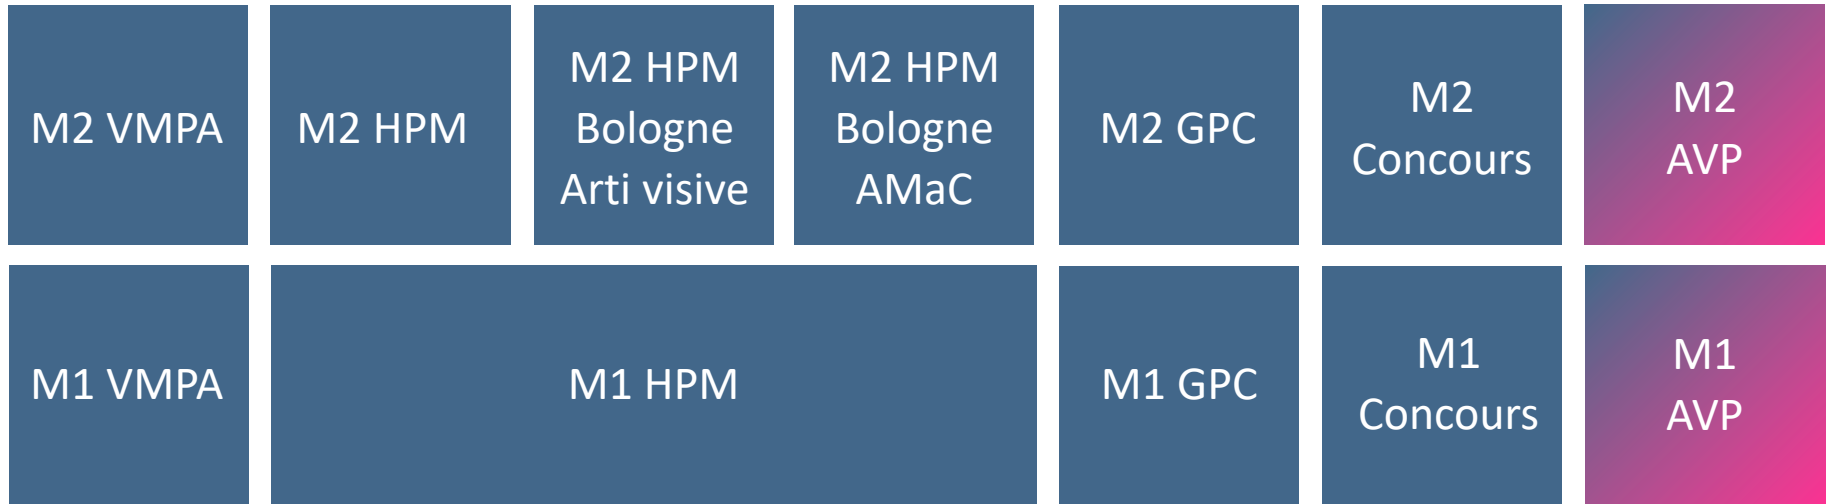 M2 VMPA
M2 HPM
M2 HPM
Bologne
Arti visive
M2 HPM
Bologne
AMaC
M2 GPC
M2
Concours
M2
AVP
M1 VMPA
M1 HPM
M1 GPC
M1
Concours
M1
AVP